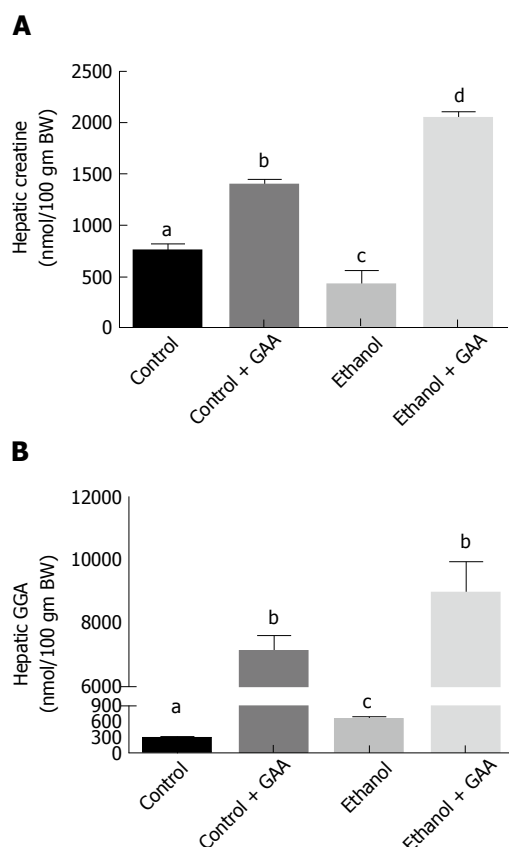 A
Hepatic creatine
(nmol/100 gm BW)
2500
2000
1500
1000
500
0
a
b
c
d
Control
Control + GAA
Ethanol
Ethanol + GAA
B
Hepatic GGA
(nmol/100 gm BW)
12000
10000
8000
6000
900
600
300
0
a
b
c
b
Control
Control + GAA
Ethanol
Ethanol + GAA